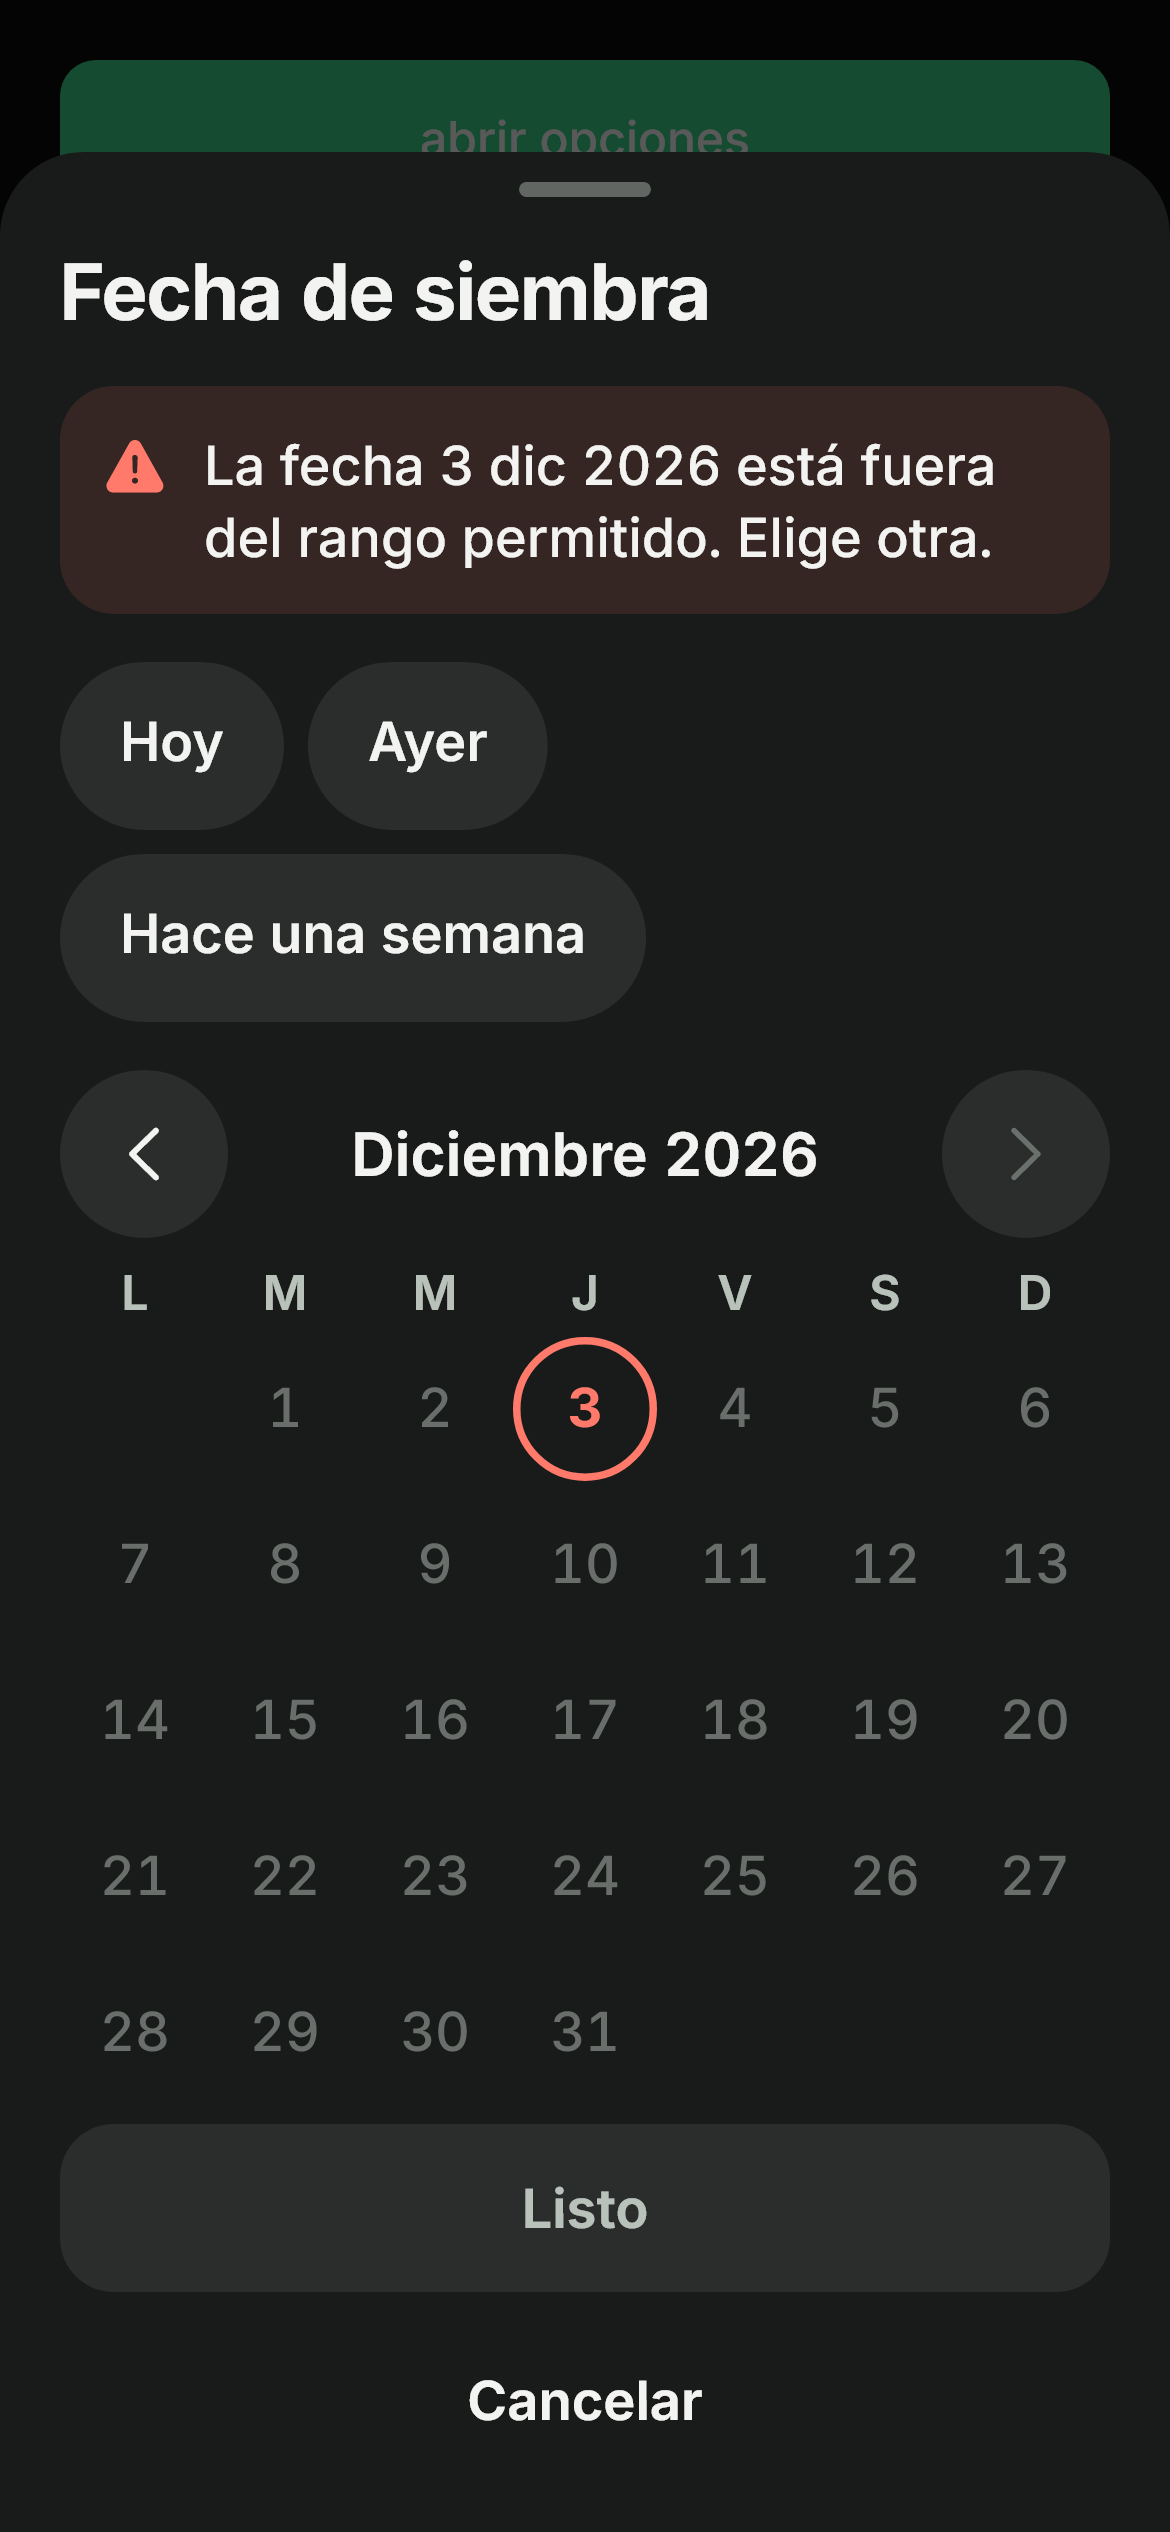 abrir opciones
Fecha de siembra
La fecha 3 dic 2026 está fuera
del rango permitido. Elige otra.
Hoy Ayer
Hace una semana
Diciembre 2026
L M M J V S D
1 2 3 4 5 6
7 8 9 10 11 12 13
14 15 16 17 18 19 20
21 22 23 24 25 26 27
28 29 30 31
Listo
Cancelar